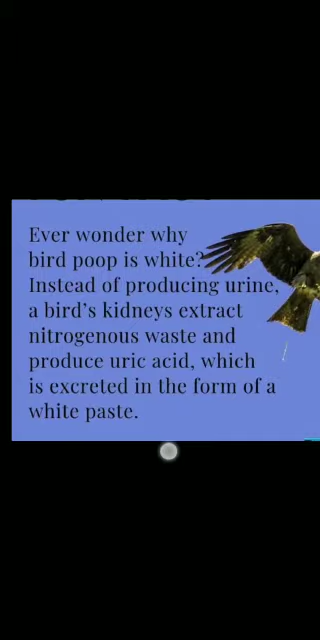 Ever wonder why
bird poop is white?
Instead of producing urine,
a bird's kidneys extract
nitrogenous waste and
produce uric acid, which
is excreted in the form of a
white paste.